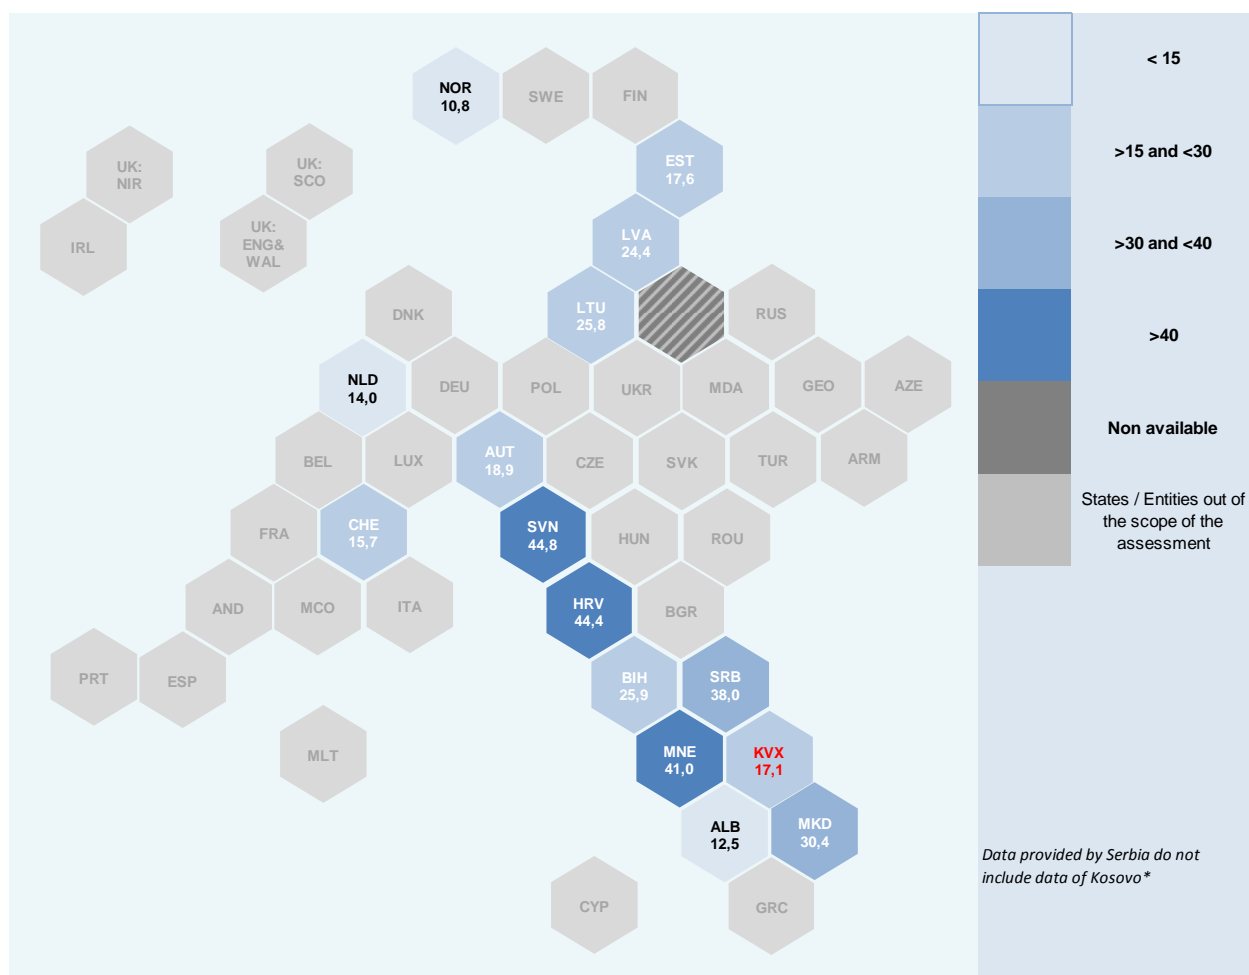 NOR
10,8
SWE
FIN
UK:
NIR
UK:
SCO
EST
17,6
IRL
UK:
ENG&
WAL
LVA
24,4
DNK
LTU
25,8
RUS
NLD
14,0
DEU
POL
UKR
MDA
GEO
AZE
BEL
LUX
AUT
18,9
CZE
SVK
TUR
ARM
FRA
CHE
15,7
SVN
44,8
HUN
ROU
AND
MCO
ITA
HRV
44,4
BGR
PRT
ESP
BIH
25,9
SRB
38,0
MLT
MNE
41,0
KVX
17,1
ALB
12,5
MKD
30,4
CYP
GRC
< 15
>15 and <30
>30 and <40
>40
Non available
States / Entities out of
the scope of the
assessment
Data provided by Serbia do not
include data of Kosovo*